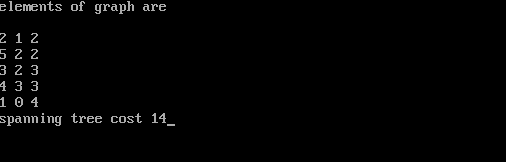 elements of graph are
2 1 2
5 2 2
3 2 3
4 3 3
1 0 4
spanning tree cost 14_